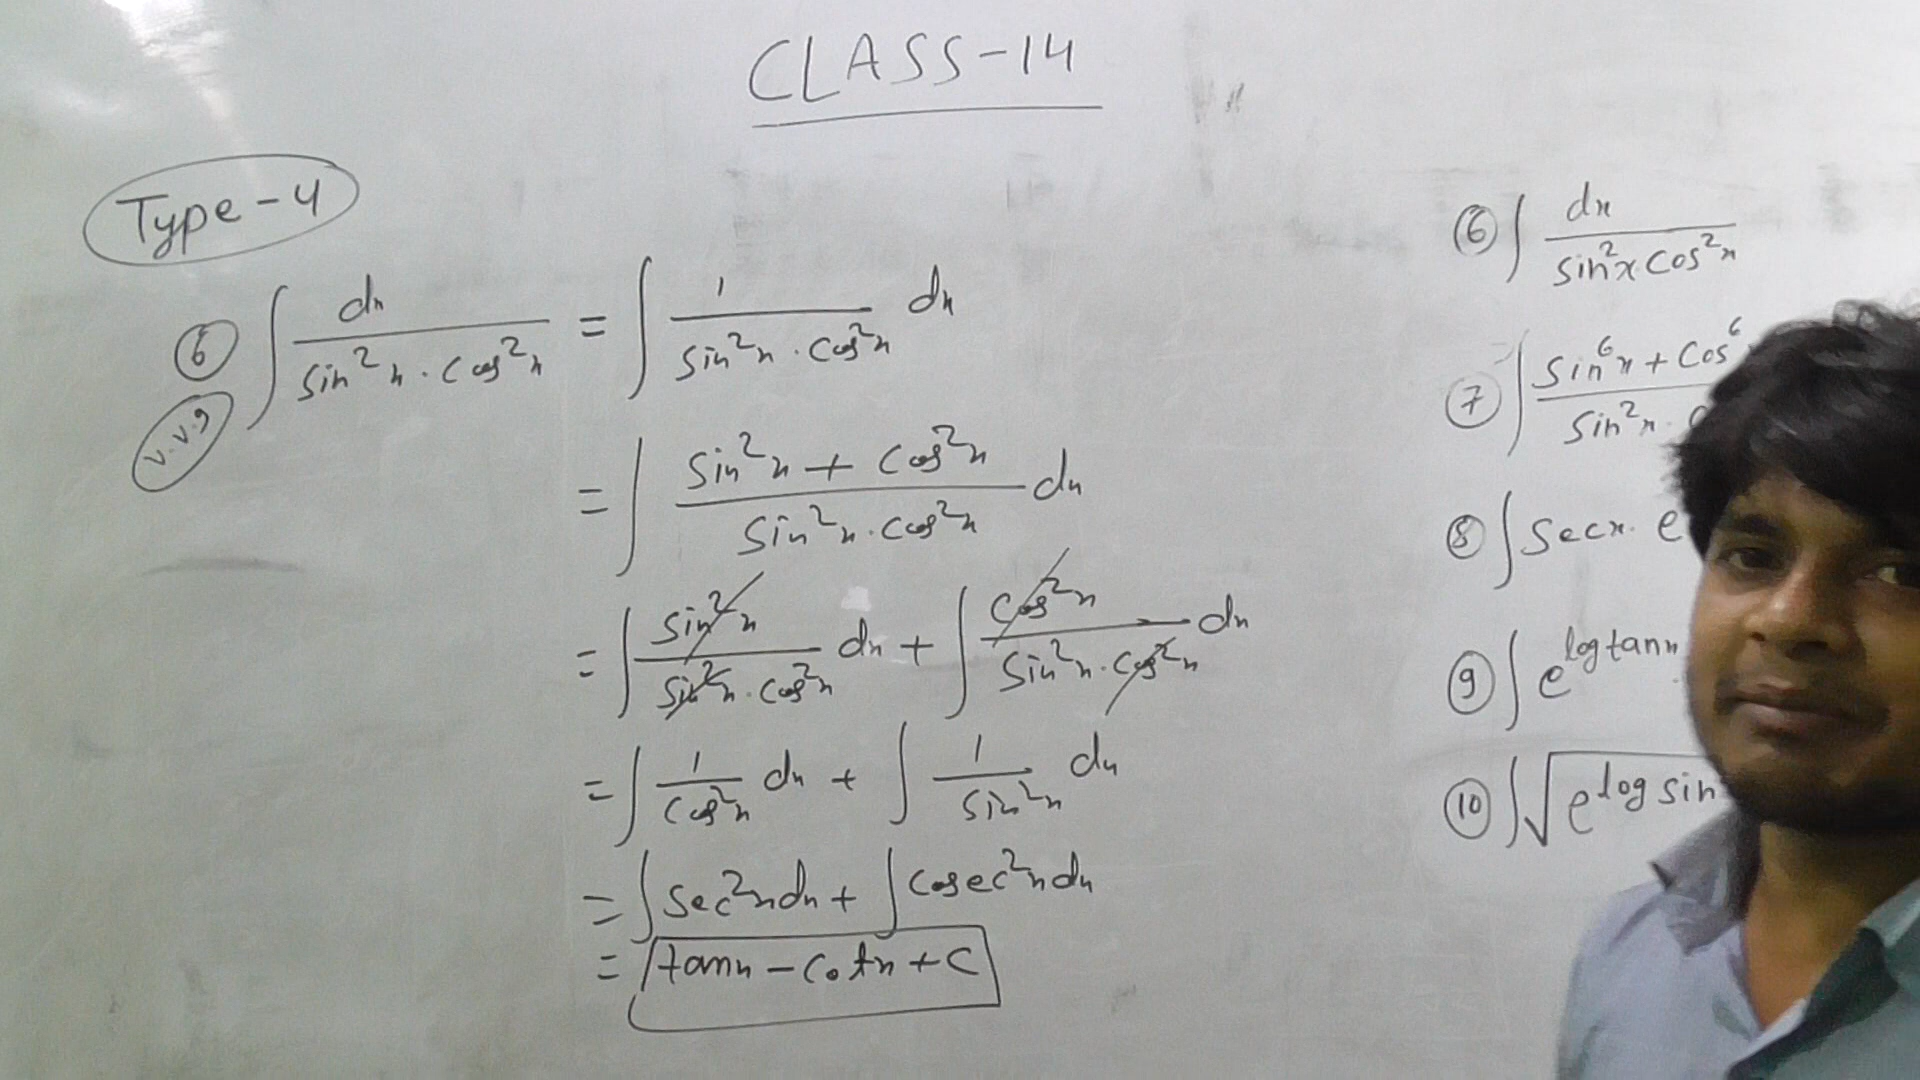 CLASS-14
Type-4
⑥ ∫ dx / sin²x . cos²x = ∫ 1 / sin²x . cos²x dx
v.v.9
= ∫ sin²x + cos²x / sin²x . cos²x dx
= ∫ sin²x / sin²x . cos²x dx + ∫ cos²x / sin²x . cos²x dx
= ∫ 1 / cos²x dx + ∫ 1 / sin²x dx
= ∫ sec²x dx + ∫ cosec²x dx
= tanx - cotx + C
⑥ ∫ dx / sin²x cos²x
⑦ ∫ sin⁶x + cos⁶ / sin²x .
⑧ ∫ secx . e
⑨ ∫ e^logtanx
⑩ ∫ √e^log sin